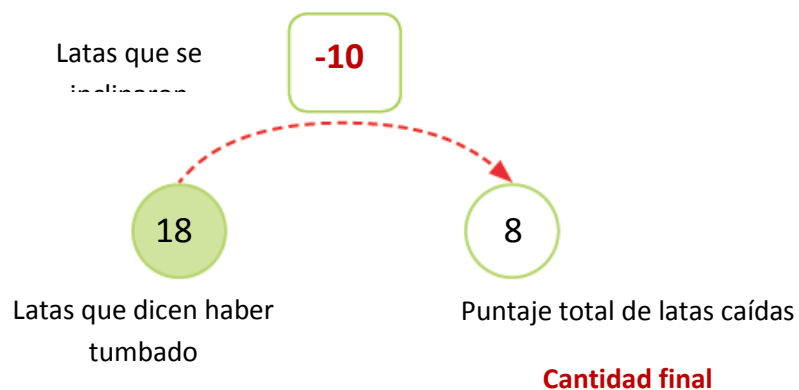 Latas que se
-10
18
8
Latas que dicen haber
tumbado
Puntaje total de latas caídas
Cantidad final